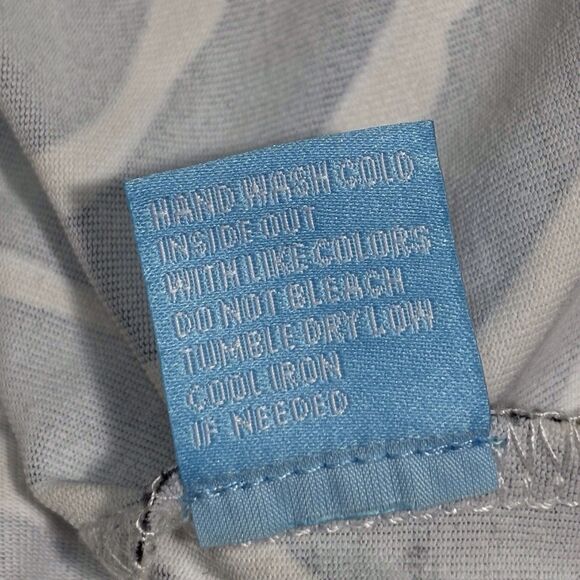 HAND WASH COLD
INSIDE OUT
WITH LIKE COLORS
DO NOT BLEACH
TUMBLE DRY LOW
COOL IRON
IF NEEDED